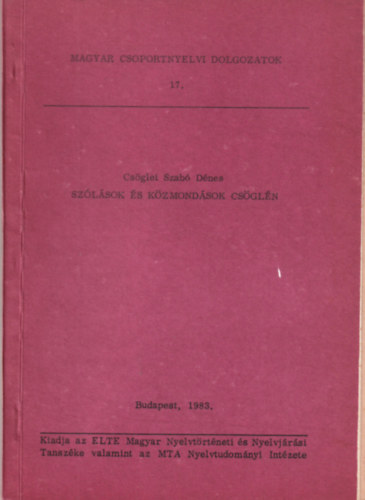 MAGYAR CSOPORTNYELVI DOLGOZATOK
17.
Csöglei Szabó Dénes
SZÓLÁSOK ÉS KÖZMONDÁSOK CSÖGLÉN
Budapest, 1983.
Kiadja az ELTE Magyar Nyelvtörténeti és Nyelvjárási
Tanszéke valamint az MTA Nyelvtudományi Intézete